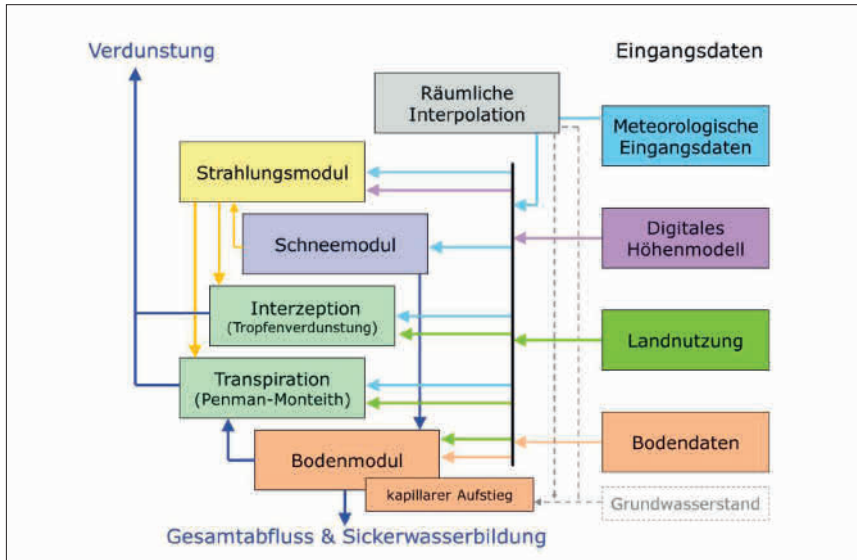 Verdunstung
Eingangsdaten
Räumliche
Interpolation
Meteorologische
Eingangsdaten
Strahlungsmodul
Schneemodul
Digitales
Höhenmodell
Interzeption
(Tropfenverdunstung)
Landnutzung
Transpiration
(Penman-Monteith)
Bodenmodul
Bodendaten
kapillarer Aufstieg
Grundwasserstand
Gesamtabfluss & Sickerwasserbildung